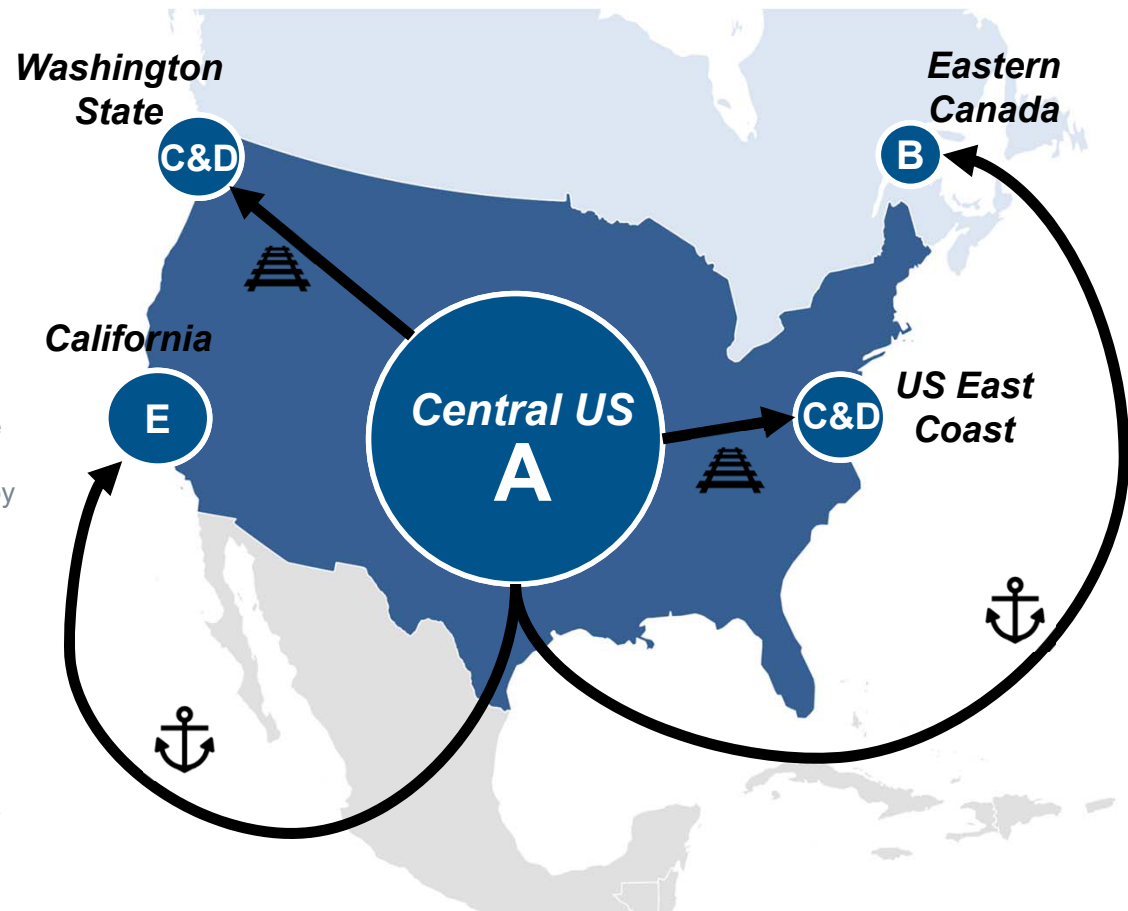 Washington
State
C&D
Eastern
Canada
B
California
E
Central US
A
C&D
US East
Coast